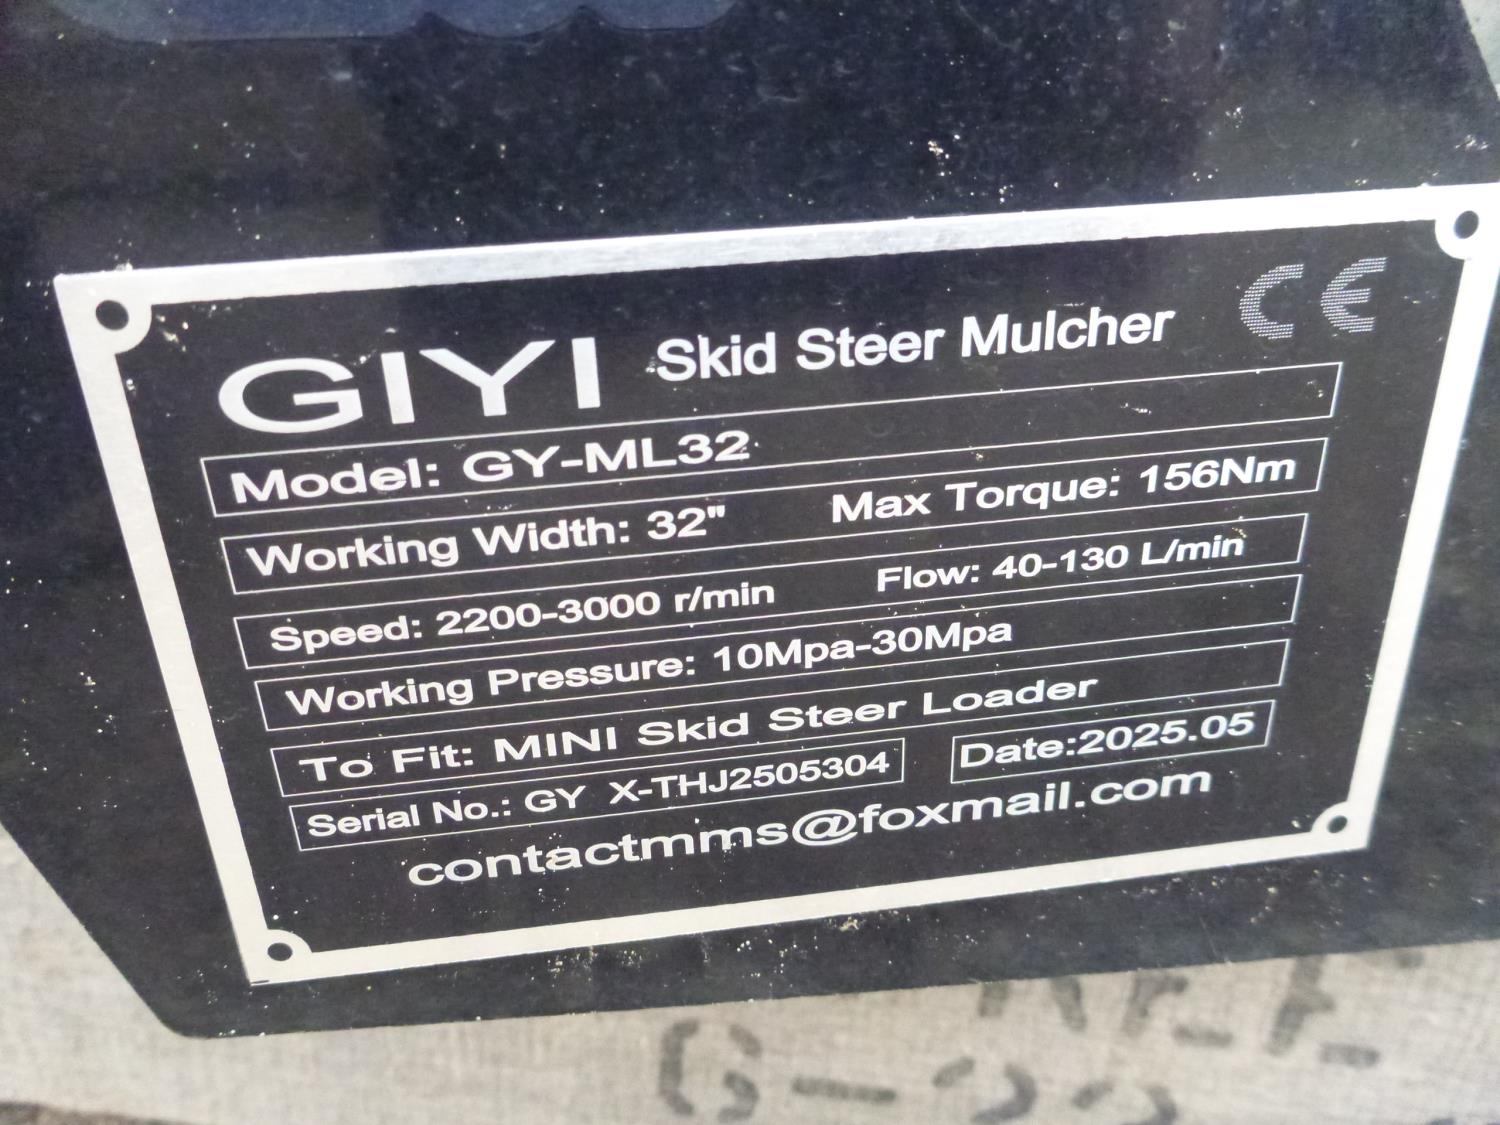 GIYI Skid Steer Mulcher CE
Model: GY-ML32
Working Width: 32" Max Torque: 156Nm
Speed: 2200-3000 r/min Flow: 40-130 L/min
Working Pressure: 10Mpa-30Mpa
To Fit: MINI Skid Steer Loader
Serial No.: GY X-THJ2505304 Date:2025.05
contactmms@foxmail.com